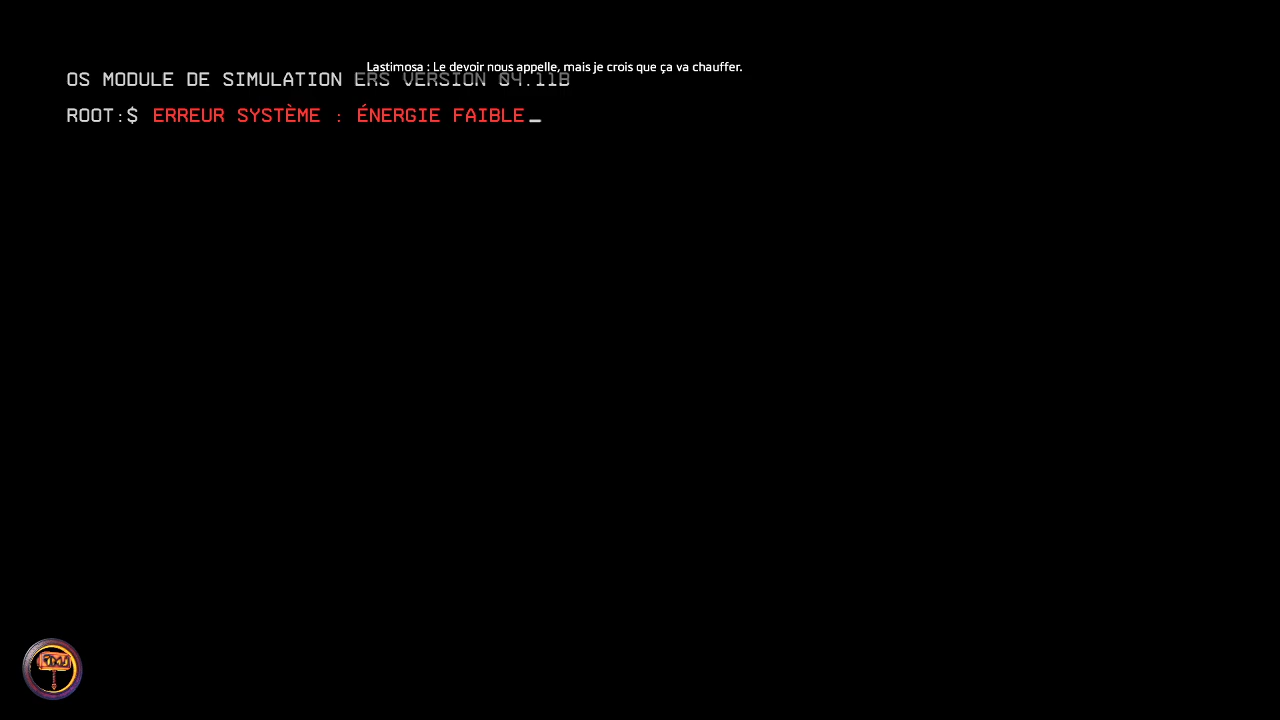 Lastimosa : Le devoir nous appelle, mais je crois que ça va chauffer.
OS MODULE DE SIMULATION ERS VERSION 04.11B
ROOT:$ ERREUR SYSTÈME : ÉNERGIE FAIBLE_